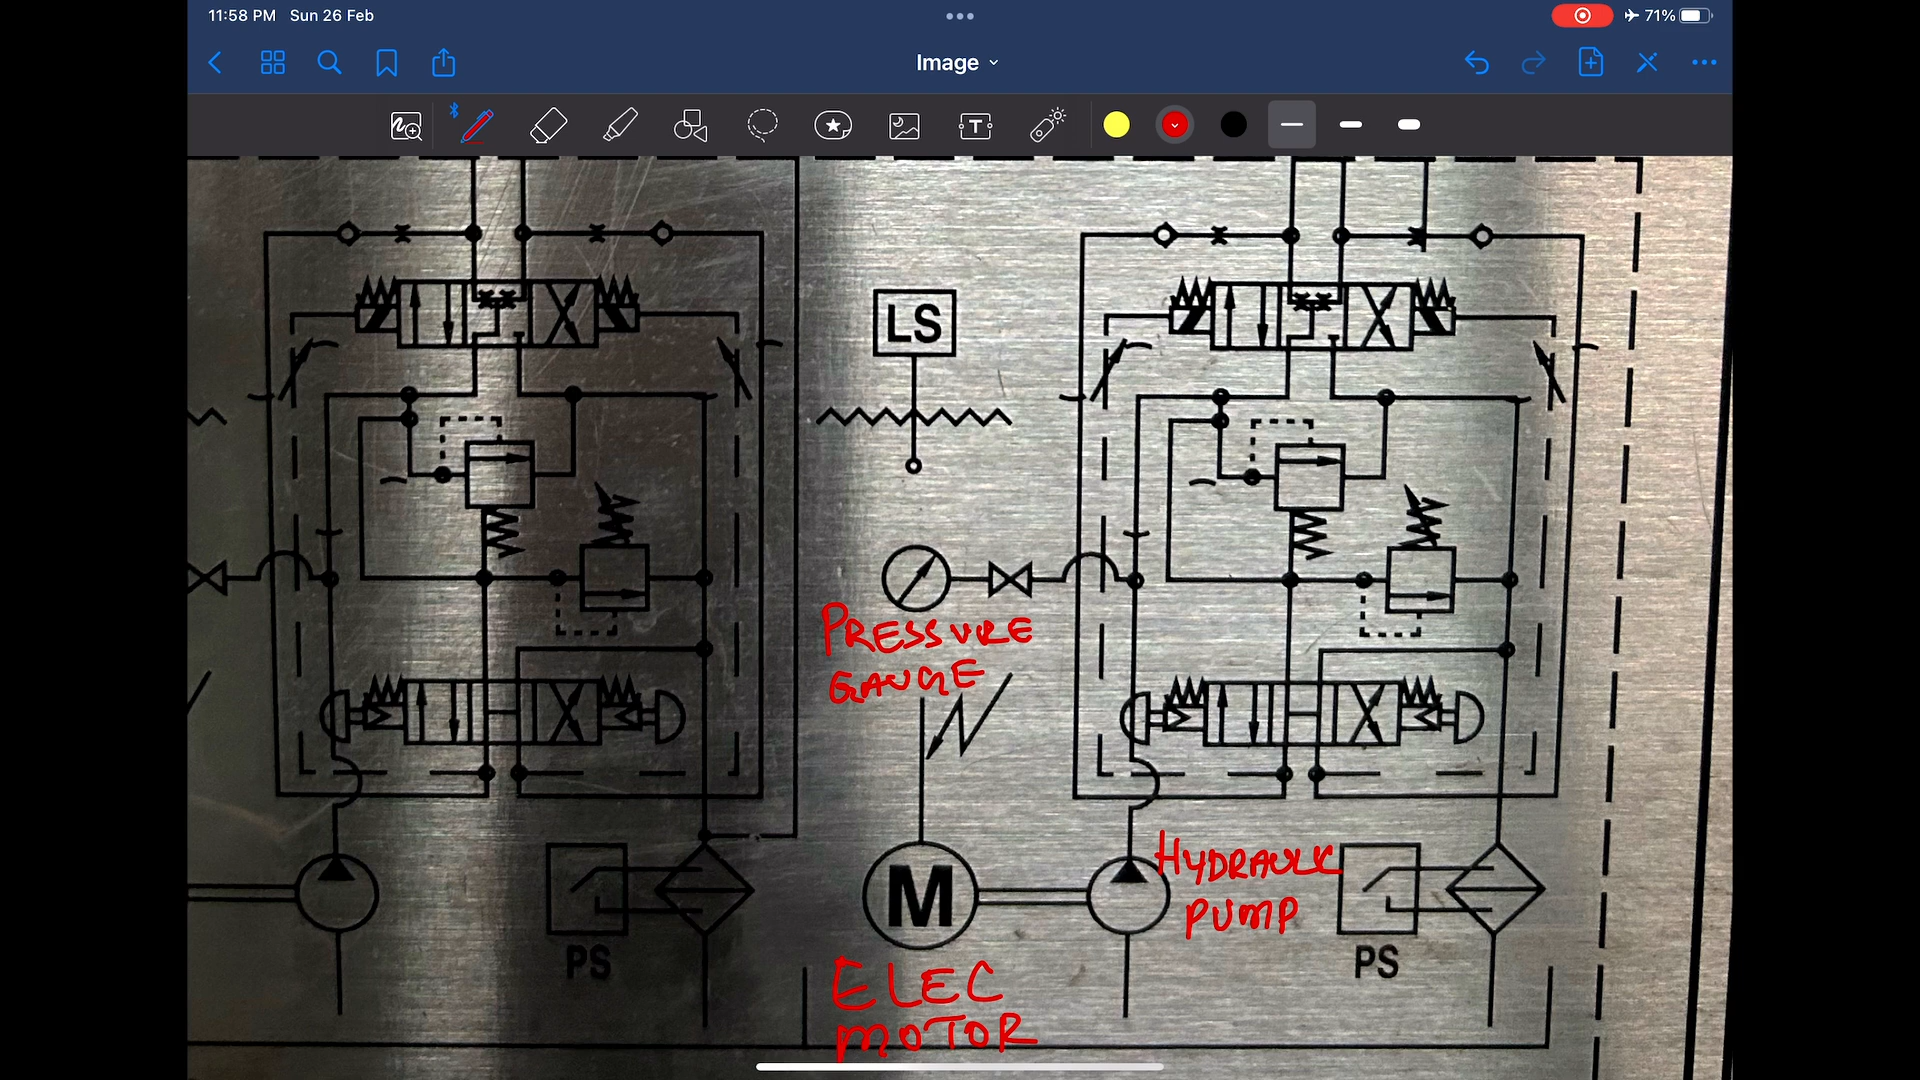 11:58 PM Sun 26 Feb
71%
Image
T
LS
PRESSURE
GAUGE
M
HYDRAULIC
PUMP
PS
PS
ELEC
MOTOR